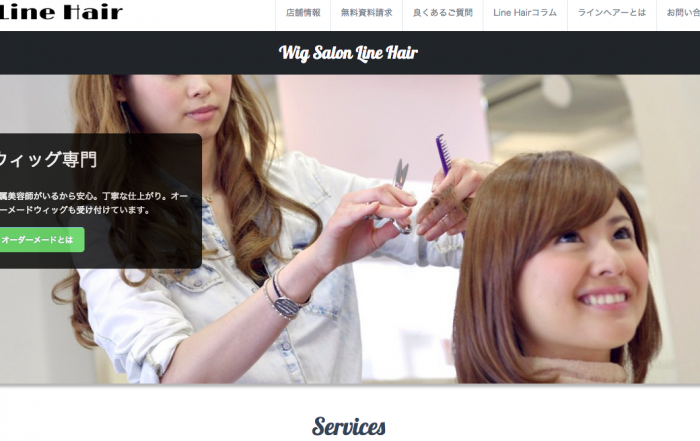 Line Hair
店舗情報
無料資料請求
良くあるご質問
Line Hairコラム
ラインヘアーとは
お問い合
Wig Salon Line Hair
ウィッグ専門
属美容師がいるから安心。丁寧な仕上がり。オー
ーメードウィッグも受け付けています。
オーダーメードとは
Services